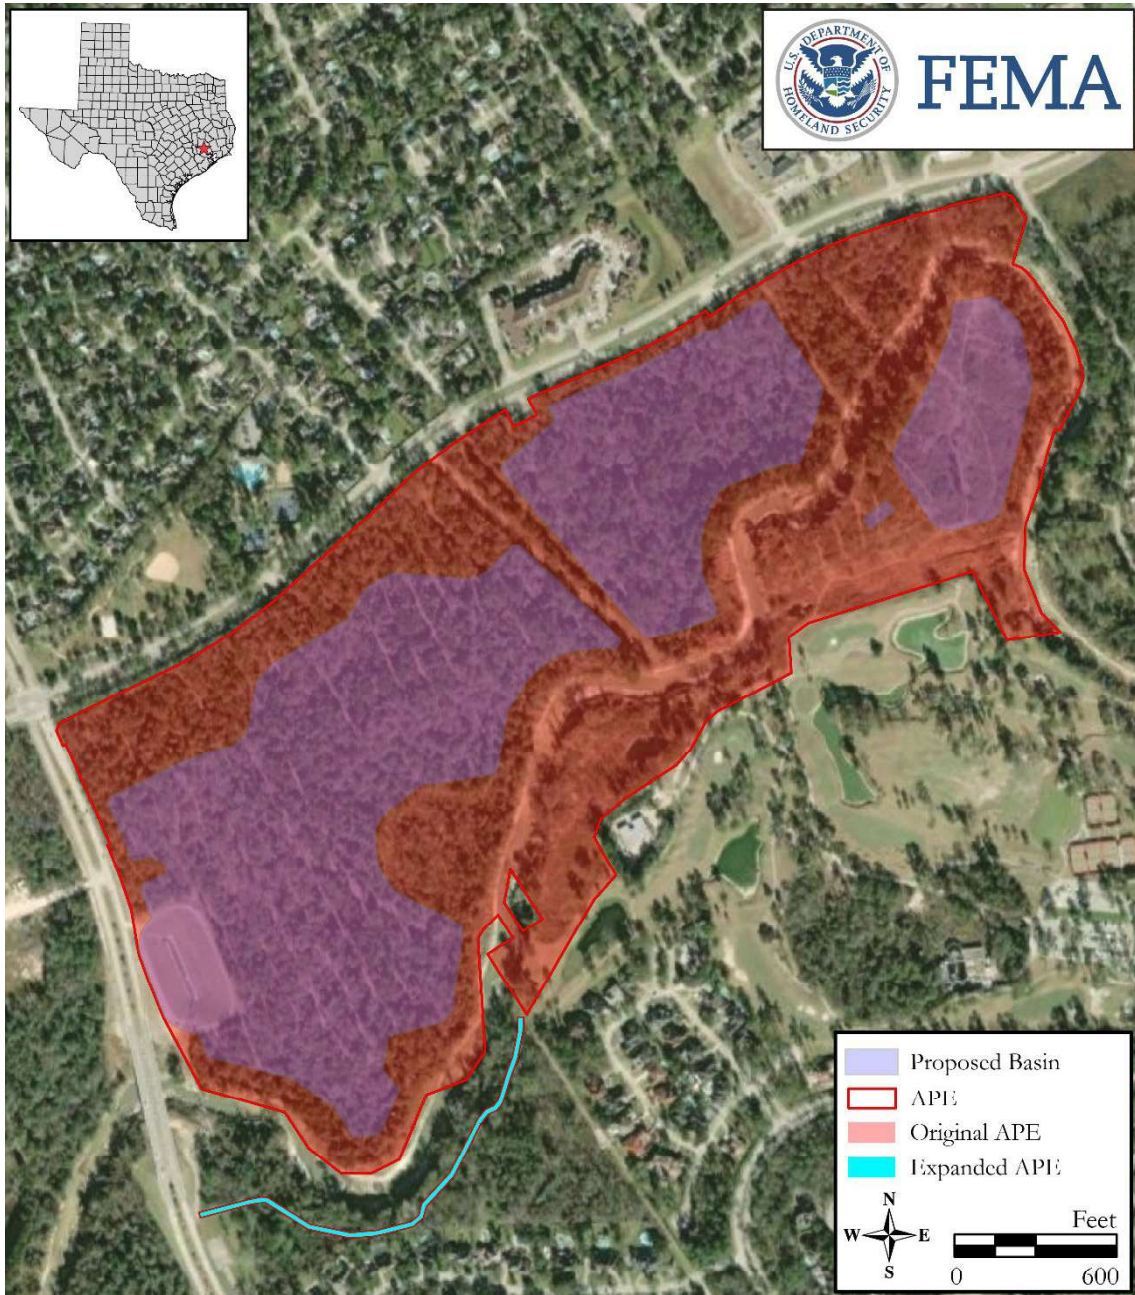 U.S. DEPARTMENT OF
HOMELAND SECURITY
FEMA
Proposed Basin
APE
Original APE
Expanded APE
N
W E
S
Feet
0 600